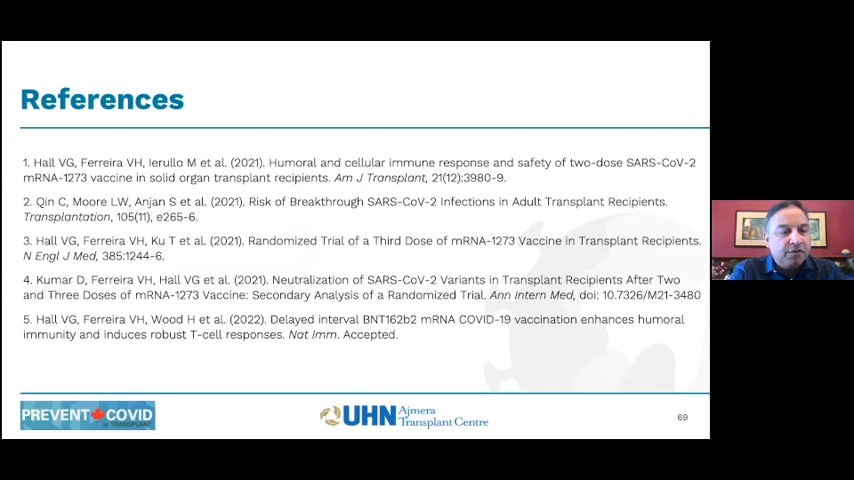 References
1. Hall VG, Ferreira VH, Ierullo M et al. (2021). Humoral and cellular immune response and safety of two-dose SARS-CoV-2
mRNA-1273 vaccine in solid organ transplant recipients. Am J Transplant, 21(12):3980-9.
2. Qin C, Moore LW, Anjan S et al. (2021). Risk of Breakthrough SARS-CoV-2 Infections in Adult Transplant Recipients.
Transplantation, 105(11), e265-6.
3. Hall VG, Ferreira VH, Ku T et al. (2021). Randomized Trial of a Third Dose of mRNA-1273 Vaccine in Transplant Recipients.
N Engl J Med, 385:1244-6.
4. Kumar D, Ferreira VH, Hall VG et al. (2021). Neutralization of SARS-CoV-2 Variants in Transplant Recipients After Two
and Three Doses of mRNA-1273 Vaccine: Secondary Analysis of a Randomized Trial. Ann Intern Med, doi: 10.7326/M21-3480
5. Hall VG, Ferreira VH, Wood H et al. (2022). Delayed interval BNT162b2 mRNA COVID-19 vaccination enhances humoral
immunity and induces robust T-cell responses. Nat Imm. Accepted.
PREVENT COVID
in TRANSPLANT
UHN Ajmera
Transplant Centre
69